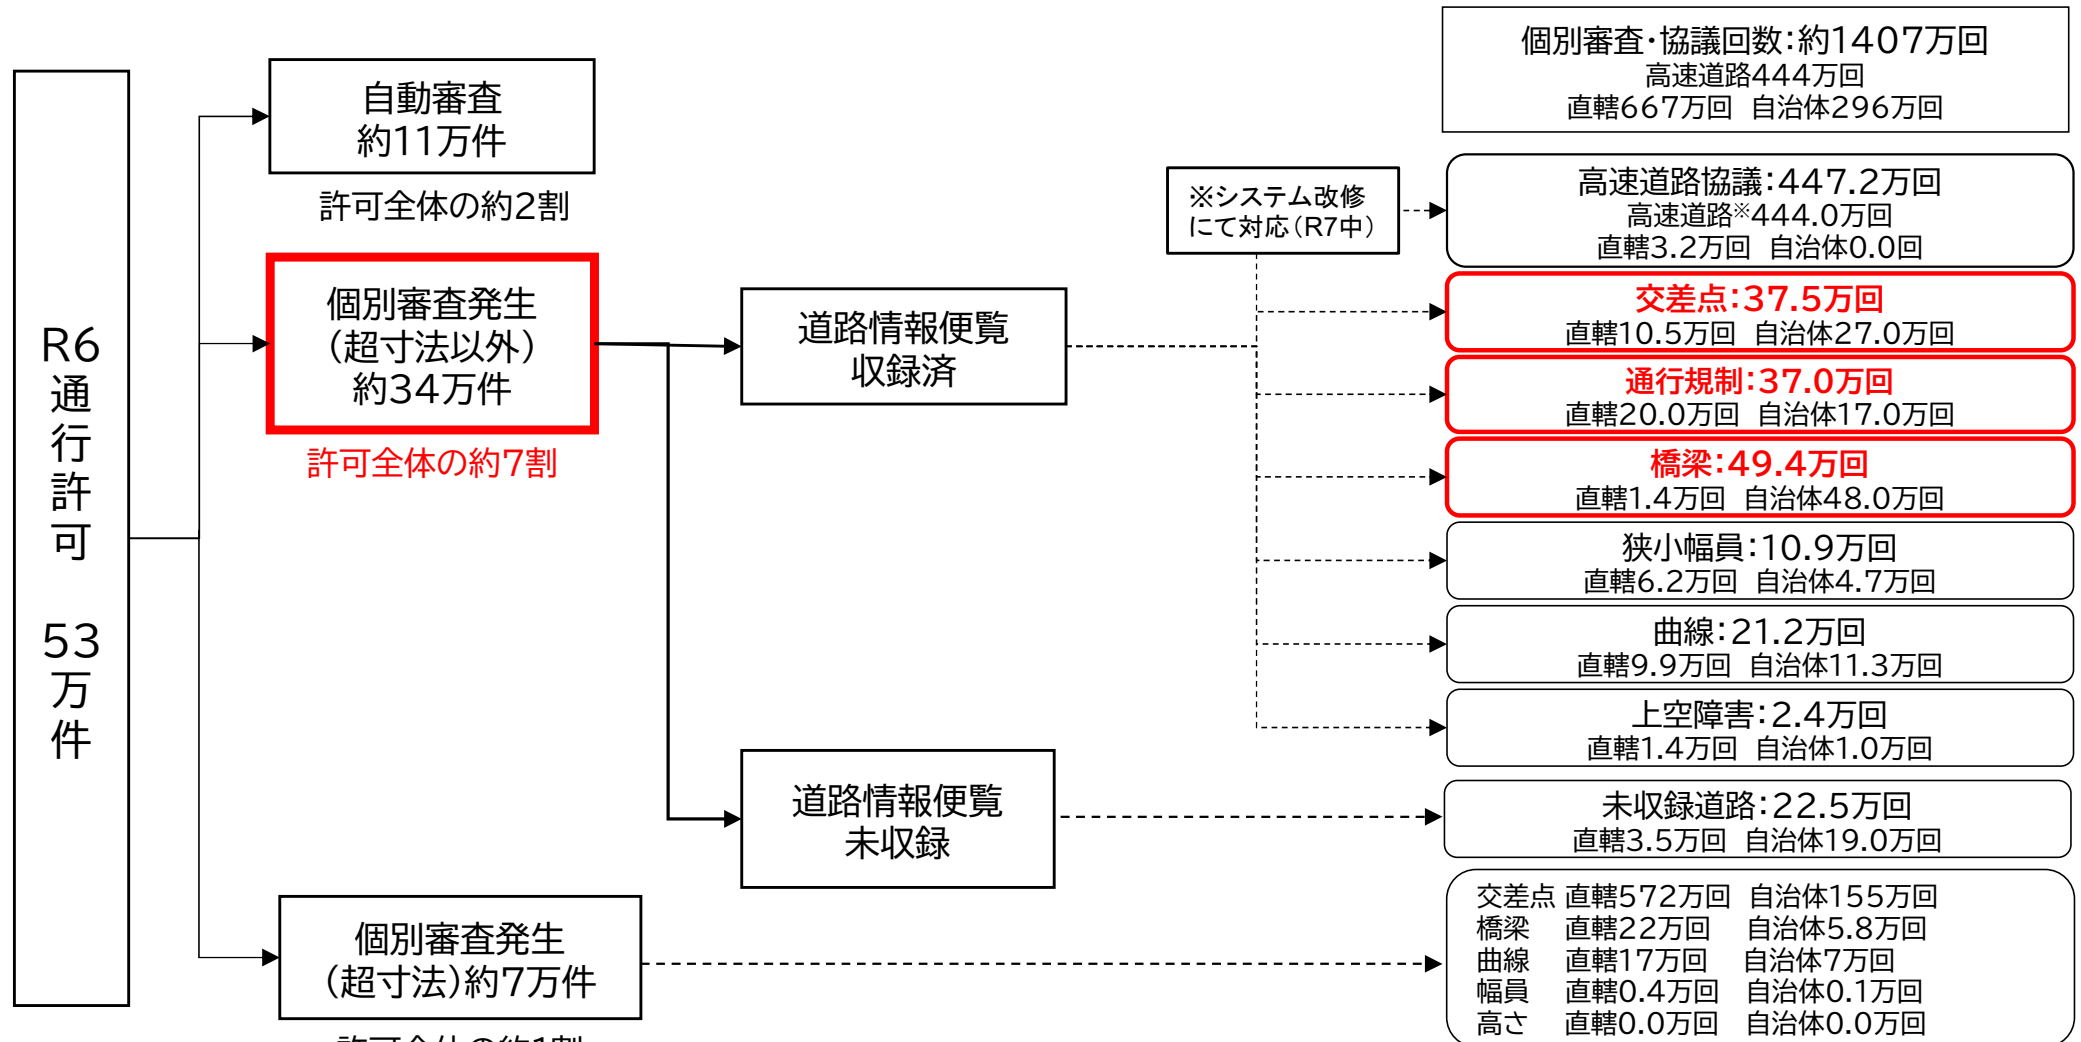 R6通行許可 53万件
自動審査
約11万件
許可全体の約2割
個別審査発生
（超寸法以外）
約34万件
許可全体の約7割
個別審査発生
（超寸法）約7万件
許可全体の約1割
道路情報便覧
収録済
道路情報便覧
未収録
※システム改修
にて対応（R7中）
個別審査・協議回数：約1407万回
高速道路444万回
直轄667万回 自治体296万回
高速道路協議：447.2万回
高速道路※444.0万回
直轄3.2万回 自治体0.0回
交差点：37.5万回
直轄10.5万回 自治体27.0万回
通行規制：37.0万回
直轄20.0万回 自治体17.0万回
橋梁：49.4万回
直轄1.4万回 自治体48.0万回
狭小幅員：10.9万回
直轄6.2万回 自治体4.7万回
曲線：21.2万回
直轄9.9万回 自治体11.3万回
上空障害：2.4万回
直轄1.4万回 自治体1.0万回
未収録道路：22.5万回
直轄3.5万回 自治体19.0万回
交差点 直轄572万回 自治体155万回
橋梁 直轄22万回 自治体5.8万回
曲線 直轄17万回 自治体7万回
幅員 直轄0.4万回 自治体0.1万回
高さ 直轄0.0万回 自治体0.0万回